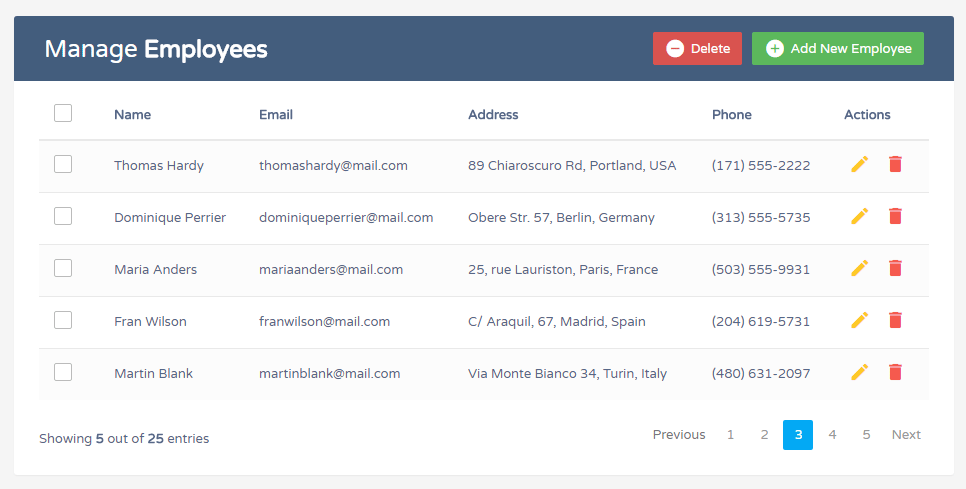 Manage Employees Delete Add New Employee
Name Email Address Phone Actions
Thomas Hardy thomashardy@mail.com 89 Chiaroscuro Rd, Portland, USA (171) 555-2222
Dominique Perrier dominiqueperrier@mail.com Obere Str. 57, Berlin, Germany (313) 555-5735
Maria Anders mariaanders@mail.com 25, rue Lauriston, Paris, France (503) 555-9931
Fran Wilson franwilson@mail.com C/ Araquil, 67, Madrid, Spain (204) 619-5731
Martin Blank martinblank@mail.com Via Monte Bianco 34, Turin, Italy (480) 631-2097
Showing 5 out of 25 entries Previous 1 2 3 4 5 Next